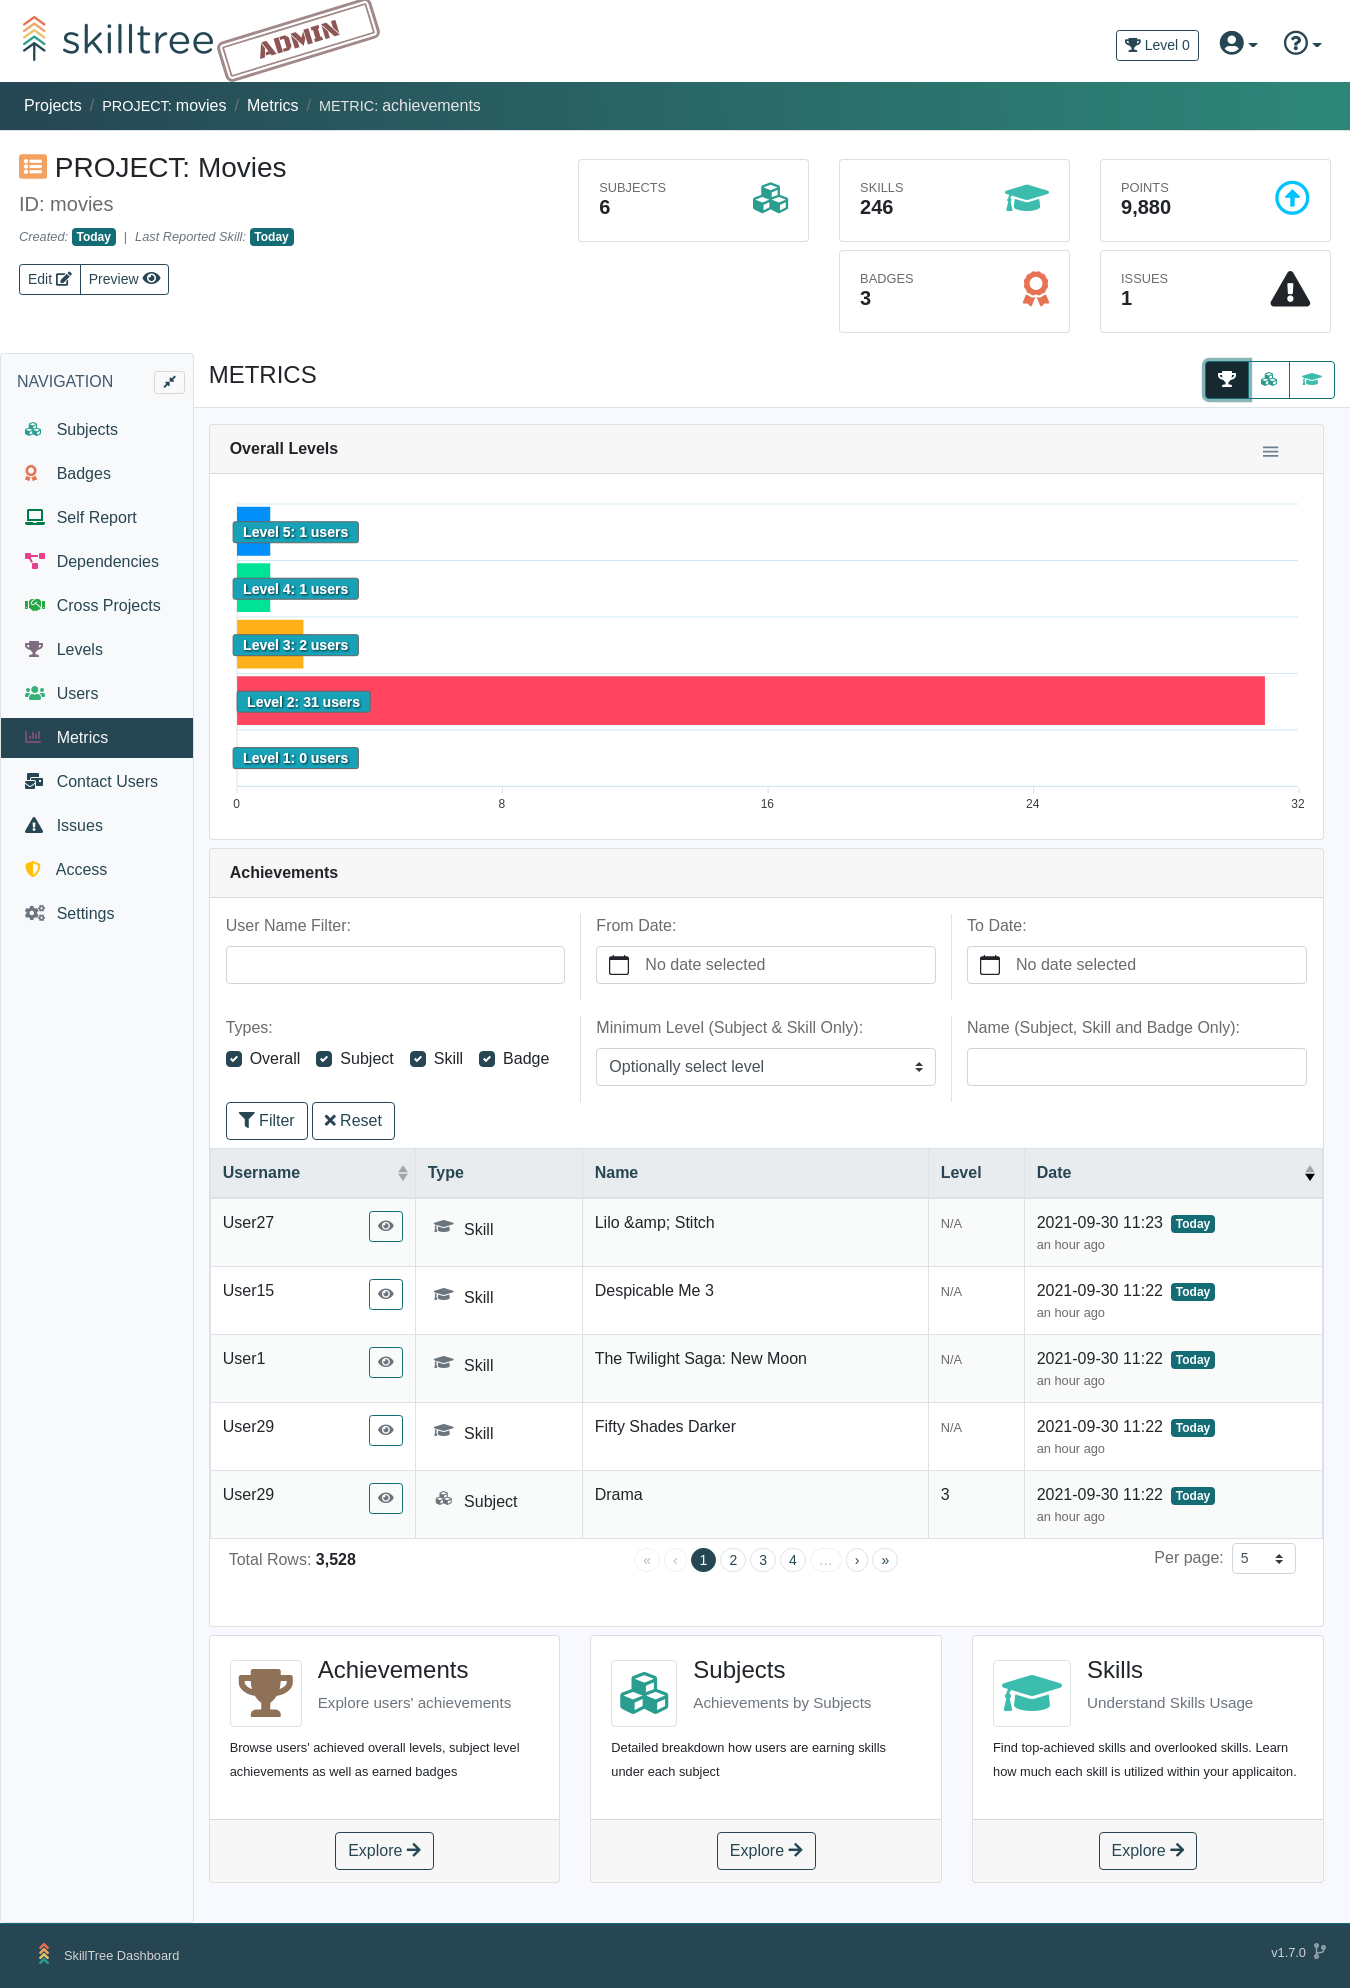 skilltree
ADMIN
Level 0
Projects / PROJECT: movies / Metrics / METRIC: achievements
PROJECT: Movies
ID: movies
Created: Today | Last Reported Skill: Today
Edit Preview
SUBJECTS
6
SKILLS
246
POINTS
9,880
BADGES
3
ISSUES
1
NAVIGATION
Subjects
Badges
Self Report
Dependencies
Cross Projects
Levels
Users
Metrics
Contact Users
Issues
Access
Settings
METRICS
Overall Levels
Level 5: 1 users
Level 4: 1 users
Level 3: 2 users
Level 2: 31 users
Level 1: 0 users
0 8 16 24 32
Achievements
User Name Filter: From Date: To Date:
No date selected No date selected
Types: Minimum Level (Subject & Skill Only): Name (Subject, Skill and Badge Only):
Overall Subject Skill Badge Optionally select level
Filter Reset
Username Type Name Level Date
User27 Skill Lilo &amp; Stitch N/A 2021-09-30 11:23 Today
an hour ago
User15 Skill Despicable Me 3 N/A 2021-09-30 11:22 Today
an hour ago
User1 Skill The Twilight Saga: New Moon N/A 2021-09-30 11:22 Today
an hour ago
User29 Skill Fifty Shades Darker N/A 2021-09-30 11:22 Today
an hour ago
User29 Subject Drama 3 2021-09-30 11:22 Today
an hour ago
Total Rows: 3,528 « ‹ 1 2 3 4 … › » Per page: 5
Achievements
Explore users' achievements
Browse users' achieved overall levels, subject level
achievements as well as earned badges
Explore
Subjects
Achievements by Subjects
Detailed breakdown how users are earning skills
under each subject
Explore
Skills
Understand Skills Usage
Find top-achieved skills and overlooked skills. Learn
how much each skill is utilized within your applicaiton.
Explore
SkillTree Dashboard v1.7.0